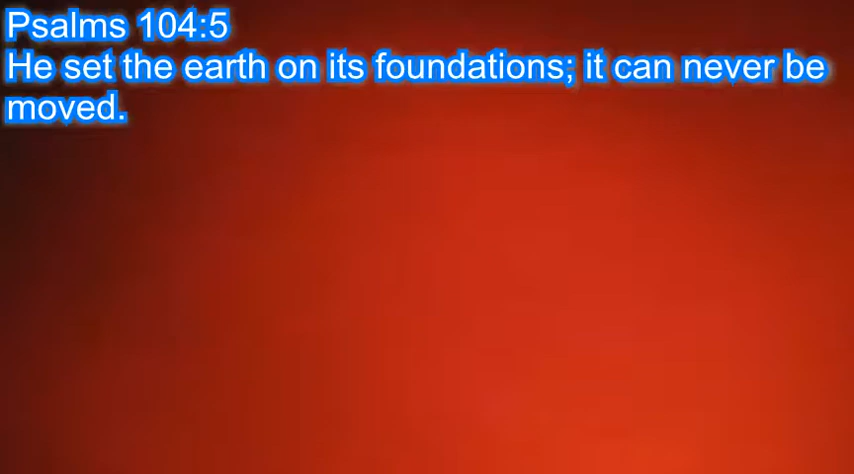 Psalms 104:5
He set the earth on its foundations; it can never be
moved.